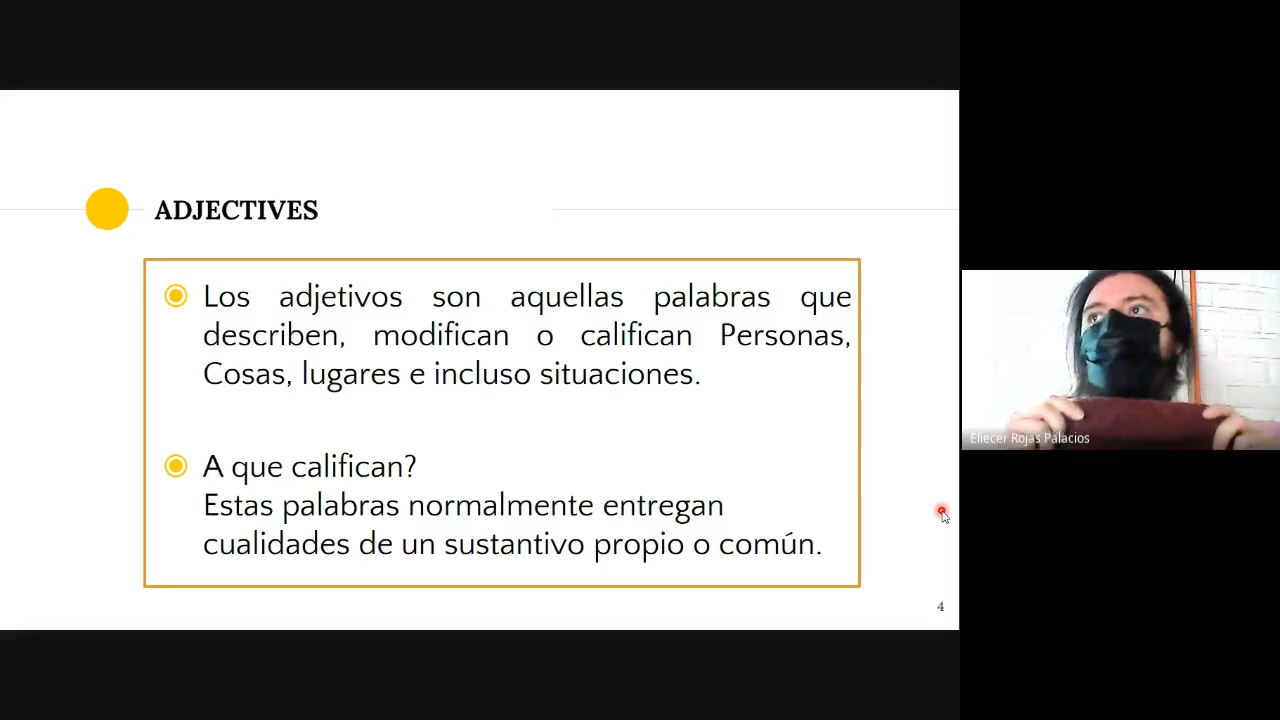 ADJECTIVES
Los adjetivos son aquellas palabras que
describen, modifican o califican Personas,
Cosas, lugares e incluso situaciones.
A que califican?
Estas palabras normalmente entregan
cualidades de un sustantivo propio o común.
4
Eliecer Rojas Palacios